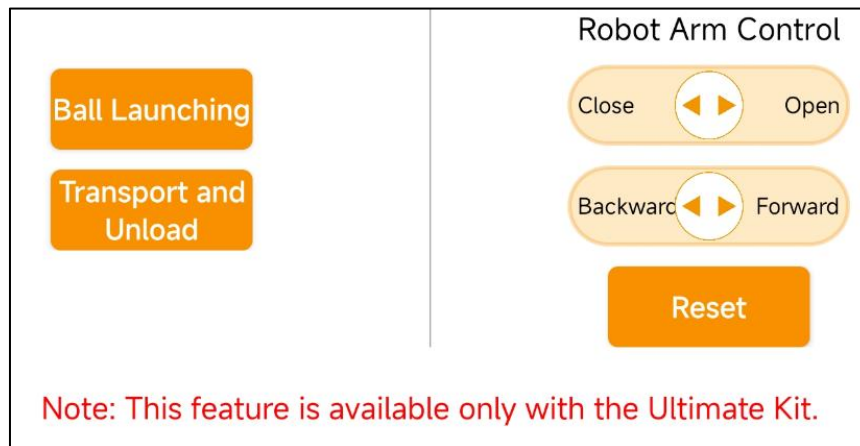 Ball Launching
Transport and
Unload
Robot Arm Control
Close Open
Backward Forward
Reset
Note: This feature is available only with the Ultimate Kit.